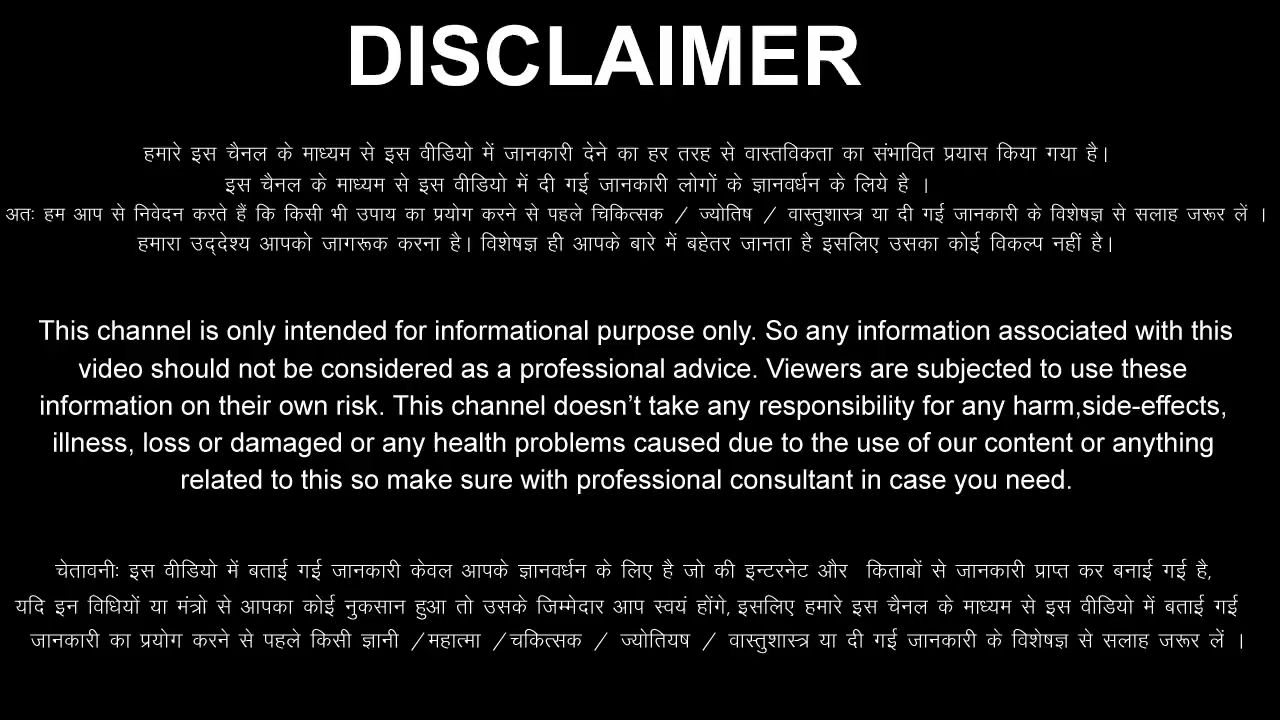 DISCLAIMER
हमारे इस चैनल के माध्यम से इस वीडियो में जानकारी देने का हर तरह से वास्तविकता का संभावित प्रयास किया गया है।
इस चैनल के माध्यम से इस वीडियो में दी गई जानकारी लोगों के ज्ञानवर्धन के लिये है ।
अतः हम आप से निवेदन करते हैं कि किसी भी उपाय का प्रयोग करने से पहले चिकित्सक / ज्योतिष / वास्तुशास्त्र या दी गई जानकारी के विशेषज्ञ से सलाह जरूर लें ।
हमारा उद्देश्य आपको जागरूक करना है। विशेषज्ञ ही आपके बारे में बहेतर जानता है इसलिए उसका कोई विकल्प नहीं है।
This channel is only intended for informational purpose only. So any information associated with this
video should not be considered as a professional advice. Viewers are subjected to use these
information on their own risk. This channel doesn’t take any responsibility for any harm,side-effects,
illness, loss or damaged or any health problems caused due to the use of our content or anything
related to this so make sure with professional consultant in case you need.
चेतावनीः इस वीडियो में बताई गई जानकारी केवल आपके ज्ञानवर्धन के लिए है जो की इन्टरनेट और किताबों से जानकारी प्राप्त कर बनाई गई है,
यदि इन विधियों या मंत्रो से आपका कोई नुकसान हुआ तो उसके जिम्मेदार आप स्वयं होंगे, इसलिए हमारे इस चैनल के माध्यम से इस वीडियो में बताई गई
जानकारी का प्रयोग करने से पहले किसी ज्ञानी /महात्मा /चकित्सक / ज्योतियष / वास्तुशास्त्र या दी गई जानकारी के विशेषज्ञ से सलाह जरूर लें ।